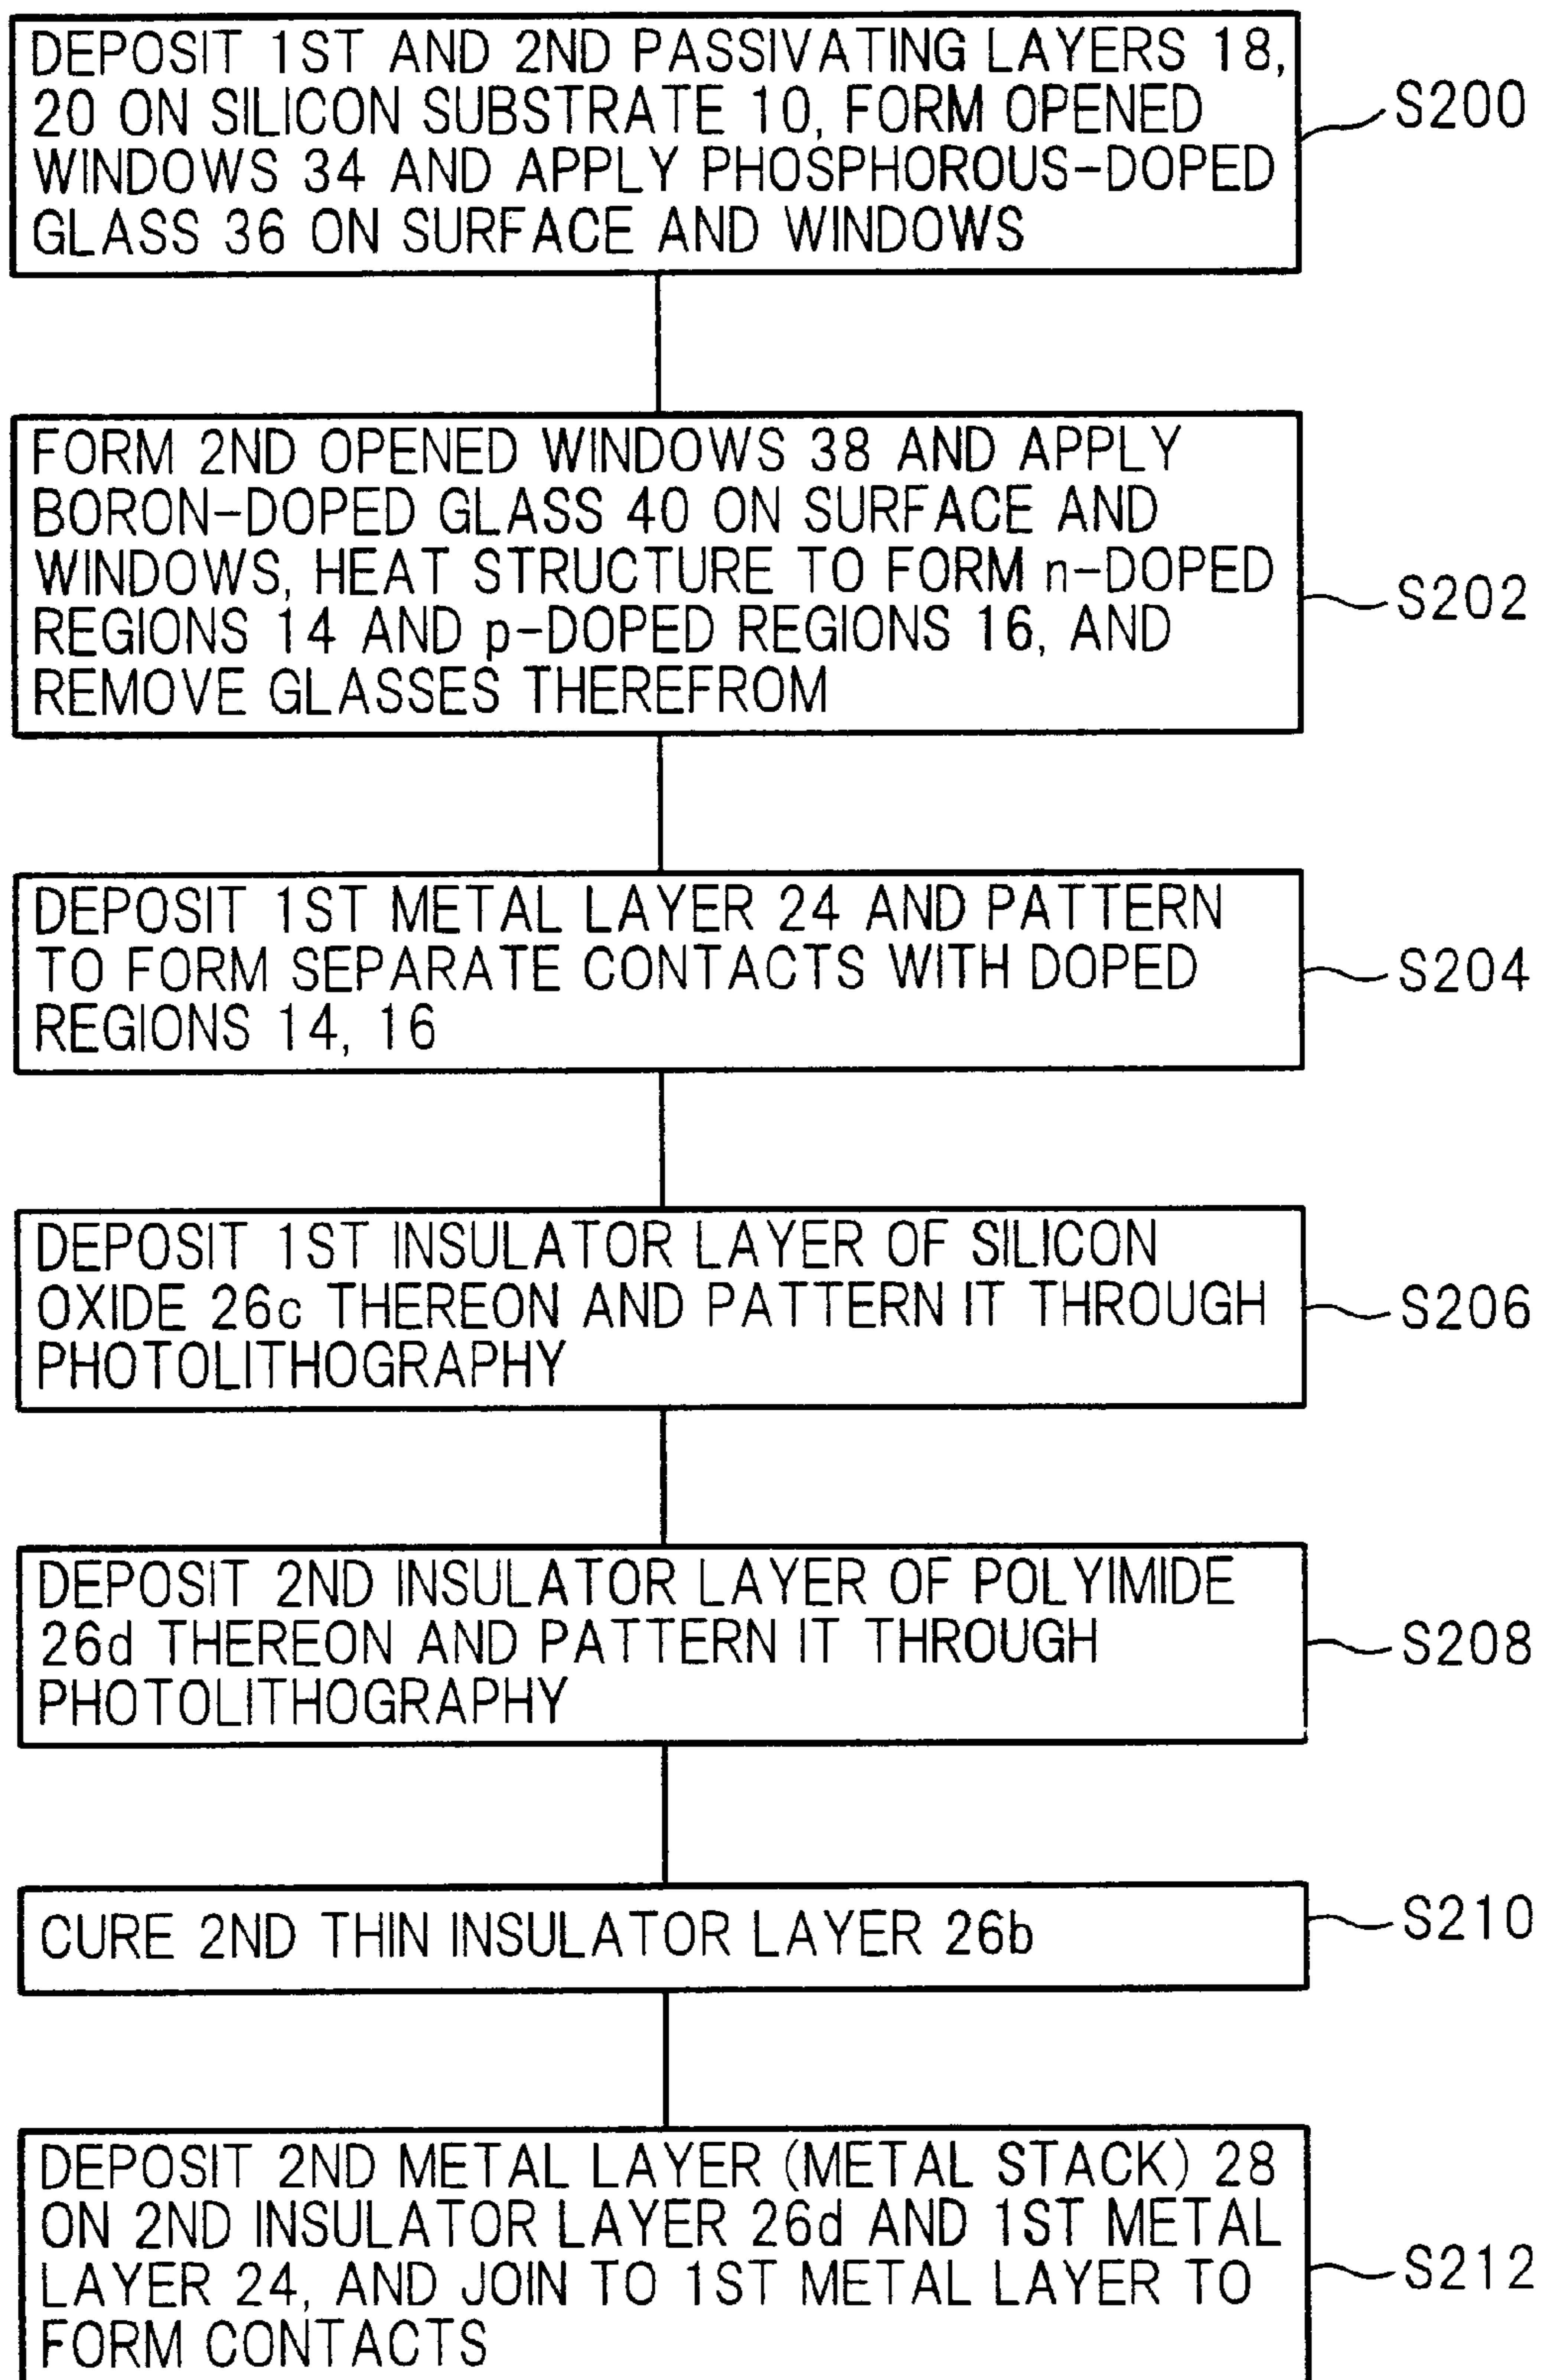 DEPOSIT 1ST AND 2ND PASSIVATING LAYERS 18,
20 ON SILICON SUBSTRATE 10, FORM OPENED
WINDOWS 34 AND APPLY PHOSPHOROUS-DOPED
GLASS 36 ON SURFACE AND WINDOWS
S200
FORM 2ND OPENED WINDOWS 38 AND APPLY
BORON-DOPED GLASS 40 ON SURFACE AND
WINDOWS, HEAT STRUCTURE TO FORM n-DOPED
REGIONS 14 AND p-DOPED REGIONS 16, AND
REMOVE GLASSES THEREFROM
S202
DEPOSIT 1ST METAL LAYER 24 AND PATTERN
TO FORM SEPARATE CONTACTS WITH DOPED
REGIONS 14, 16
S204
DEPOSIT 1ST INSULATOR LAYER OF SILICON
OXIDE 26c THEREON AND PATTERN IT THROUGH
PHOTOLITHOGRAPHY
S206
DEPOSIT 2ND INSULATOR LAYER OF POLYIMIDE
26d THEREON AND PATTERN IT THROUGH
PHOTOLITHOGRAPHY
S208
CURE 2ND THIN INSULATOR LAYER 26b
S210
DEPOSIT 2ND METAL LAYER (METAL STACK) 28
ON 2ND INSULATOR LAYER 26d AND 1ST METAL
LAYER 24, AND JOIN TO 1ST METAL LAYER TO
FORM CONTACTS
S212